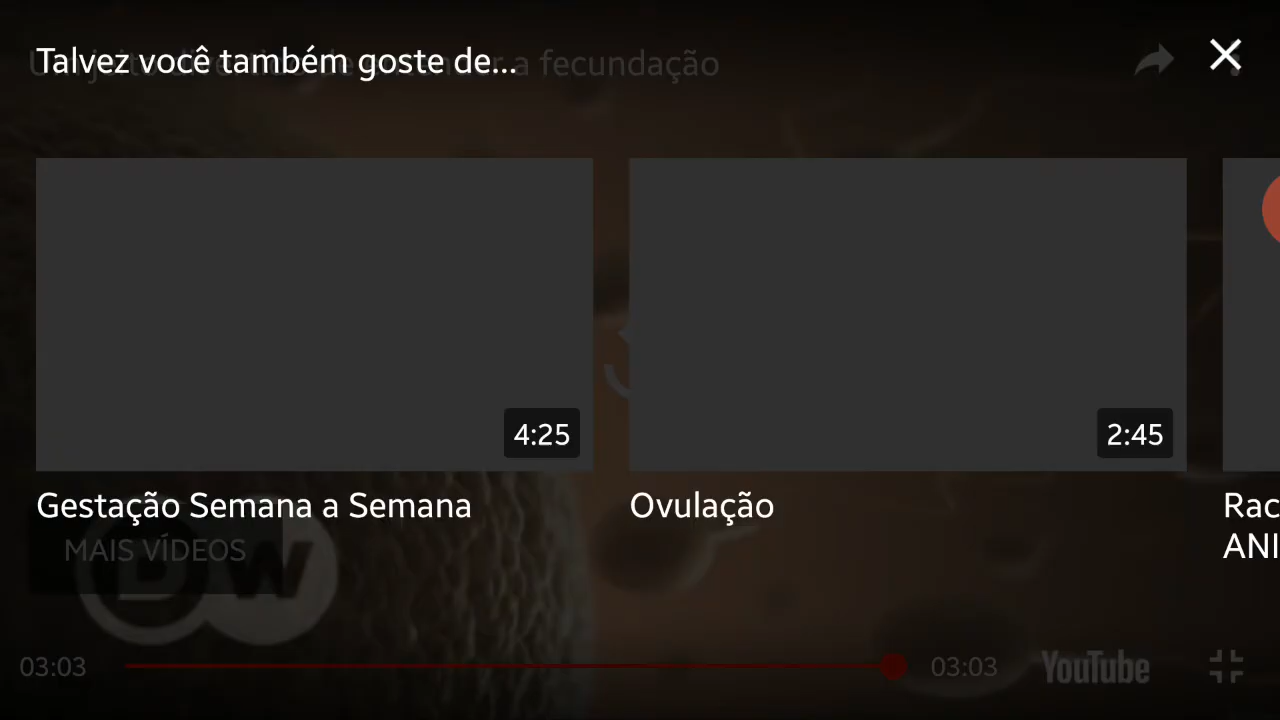 Talvez você também goste de...
a fecundação
4:25
2:45
Gestação Semana a Semana
Ovulação
Rac
ANI
MAIS VÍDEOS
DW
03:03
03:03
YouTube